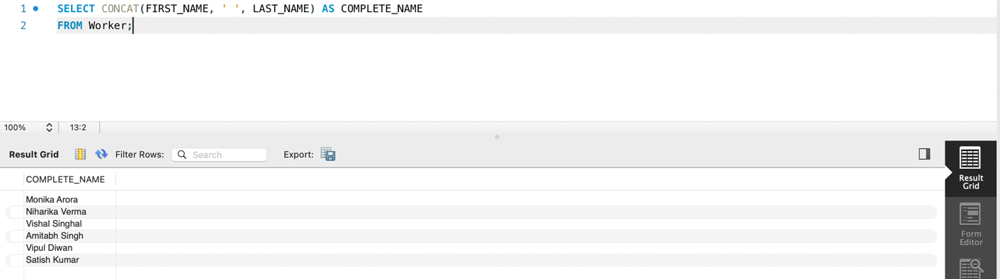 1 SELECT CONCAT(FIRST_NAME, ' ', LAST_NAME) AS COMPLETE_NAME
2 FROM Worker;
100% 13:2
Result Grid Filter Rows: Search Export:
COMPLETE_NAME
Monika Arora
Niharika Verma
Vishal Singhal
Amitabh Singh
Vipul Diwan
Satish Kumar
Result
Grid
Form
Editor